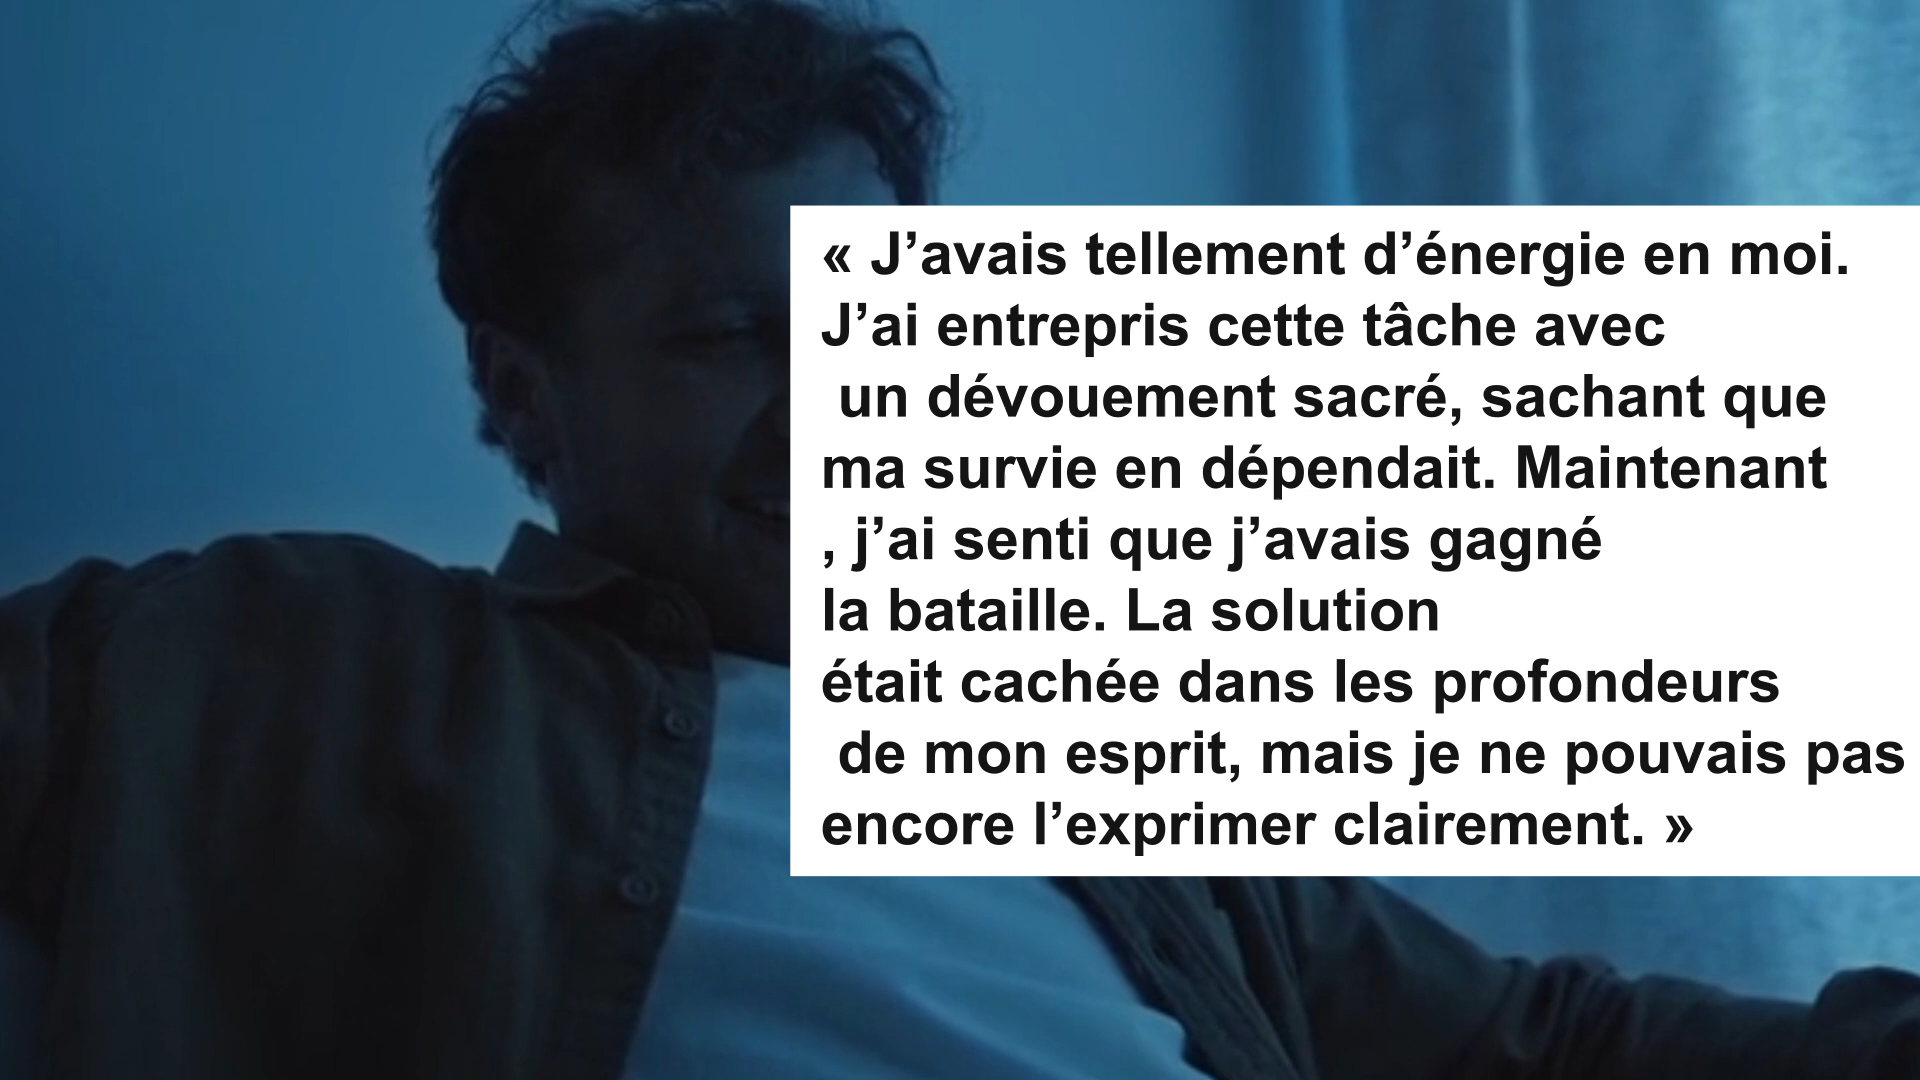 « J’avais tellement d’énergie en moi.
J’ai entrepris cette tâche avec
un dévouement sacré, sachant que
ma survie en dépendait. Maintenant
, j’ai senti que j’avais gagné
la bataille. La solution
était cachée dans les profondeurs
de mon esprit, mais je ne pouvais pas
encore l’exprimer clairement. »